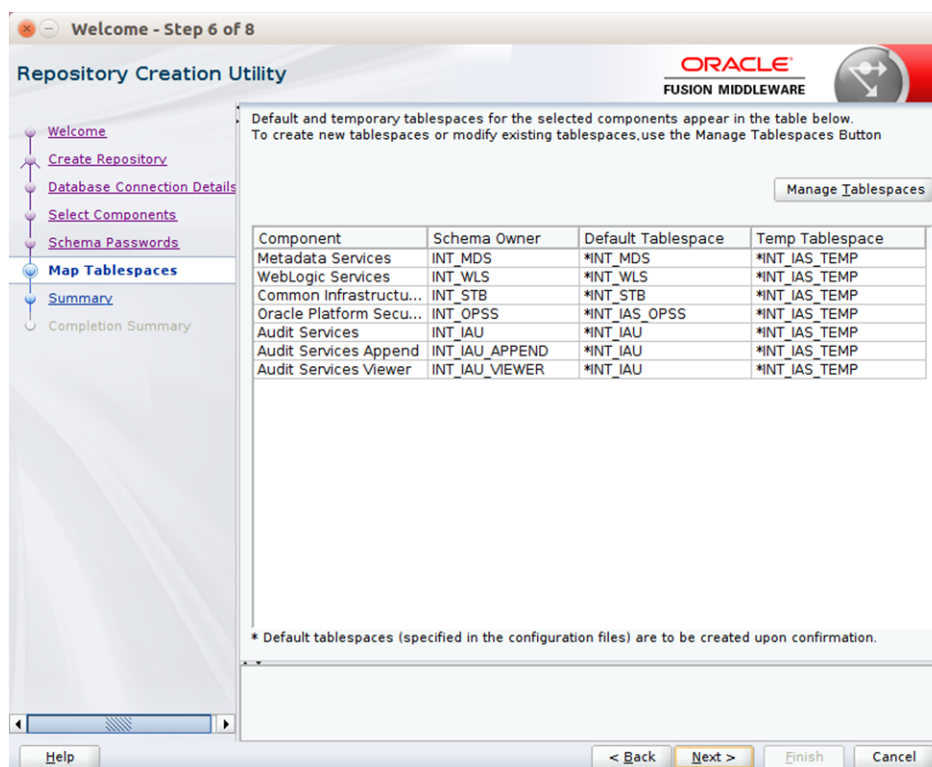 Welcome - Step 6 of 8
Repository Creation Utility
ORACLE
FUSION MIDDLEWARE
Welcome
Create Repository
Database Connection Details
Select Components
Schema Passwords
Map Tablespaces
Summary
Completion Summary
Default and temporary tablespaces for the selected components appear in the table below.
To create new tablespaces or modify existing tablespaces,use the Manage Tablespaces Button
Manage Tablespaces
Component Schema Owner Default Tablespace Temp Tablespace
Metadata Services INT_MDS *INT_MDS *INT_IAS_TEMP
WebLogic Services INT_WLS *INT_WLS *INT_IAS_TEMP
Common Infrastructu... INT_STB *INT_STB *INT_IAS_TEMP
Oracle Platform Secu... INT_OPSS *INT_IAS_OPSS *INT_IAS_TEMP
Audit Services INT_IAU *INT_IAU *INT_IAS_TEMP
Audit Services Append INT_IAU_APPEND *INT_IAU *INT_IAS_TEMP
Audit Services Viewer INT_IAU_VIEWER *INT_IAU *INT_IAS_TEMP
* Default tablespaces (specified in the configuration files) are to be created upon confirmation.
Help < Back Next > Finish Cancel